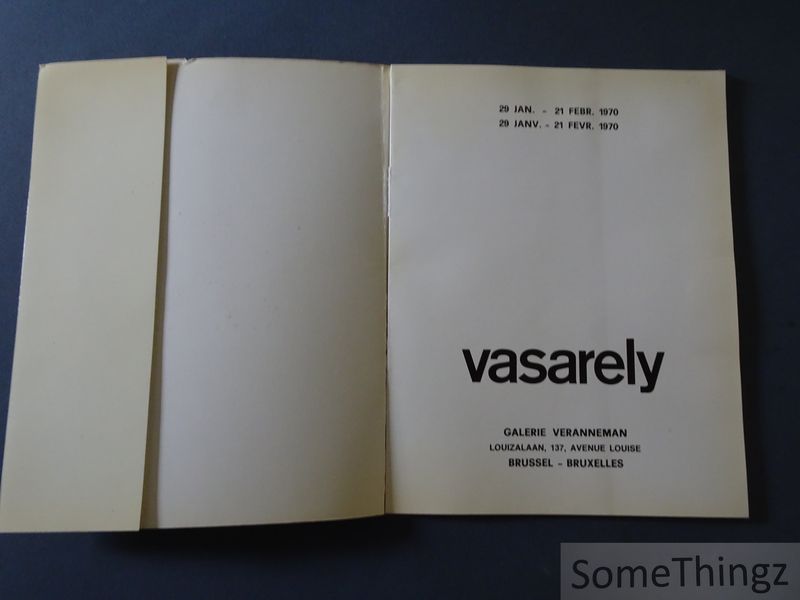 29 JAN. - 21 FEBR. 1970
29 JANV. - 21 FEVR. 1970
vasarely
GALERIE VERANNEMAN
LOUIZALAAN, 137, AVENUE LOUISE
BRUSSEL - BRUXELLES
SomeThingz